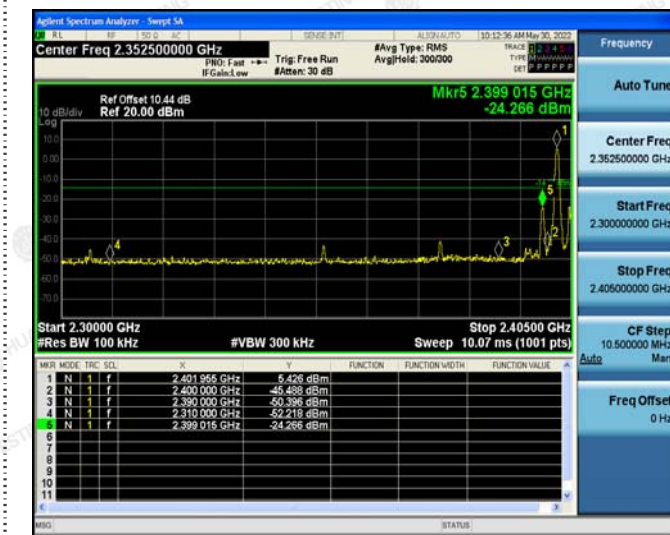 Agilent Spectrum Analyzer - Swept SA
RL RF 50 Ω AC SENSE:INT ALIGN AUTO 10:12:36 AM May 30, 2022
Center Freq 2.352500000 GHz
PNO: Fast
IFGain:Low
Trig: Free Run
#Atten: 30 dB
#Avg Type: RMS
Avg|Hold: 300/300
TRACE 1 2 3 4 5 6
TYPE
DET P P P P P P
Ref Offset 10.44 dB
Ref 20.00 dBm
10 dB/div
Log
Mkr5 2.399 015 GHz
-24.266 dBm
10.0
0.00
-10.0
-20.0
-30.0
-40.0
-50.0
-60.0
-70.0
1
5
2
3
4
Start 2.30000 GHz
Stop 2.40500 GHz
#Res BW 100 kHz
#VBW 300 kHz
Sweep 10.07 ms (1001 pts)
MKR MODE TRC SCL X Y FUNCTION FUNCTION WIDTH FUNCTION VALUE
1 N 1 f 2.401 955 GHz 5.426 dBm
2 N 1 f 2.400 000 GHz -45.488 dBm
3 N 1 f 2.390 000 GHz -50.396 dBm
4 N 1 f 2.310 000 GHz -52.218 dBm
5 N 1 f 2.399 015 GHz -24.266 dBm
6
7
8
9
10
11
MSG
STATUS
Frequency
Auto Tune
Center Freq
2.352500000 GHz
Start Freq
2.300000000 GHz
Stop Freq
2.405000000 GHz
CF Step
10.500000 MHz
Auto Man
Freq Offset
0 Hz